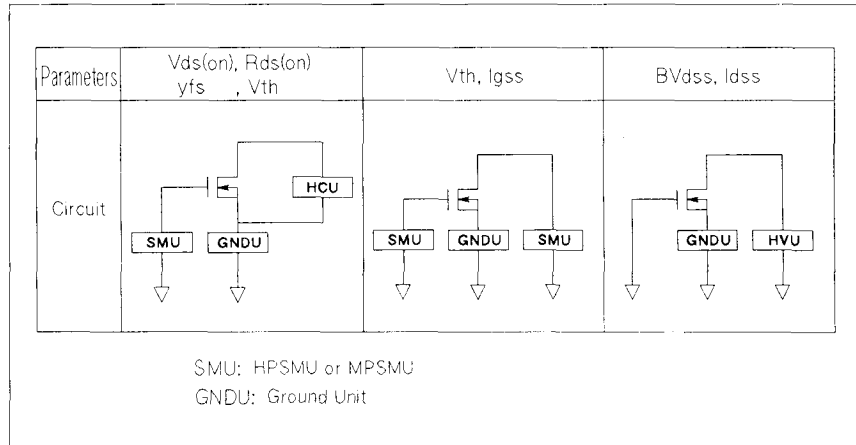 Parameters
Vds(on), Rds(on)
yfs , Vth
Vth, Igss
BVdss, Idss
Circuit
HCU
SMU
GNDU
SMU
GNDU
SMU
GNDU
HVU
SMU: HPSMU or MPSMU
GNDU: Ground Unit